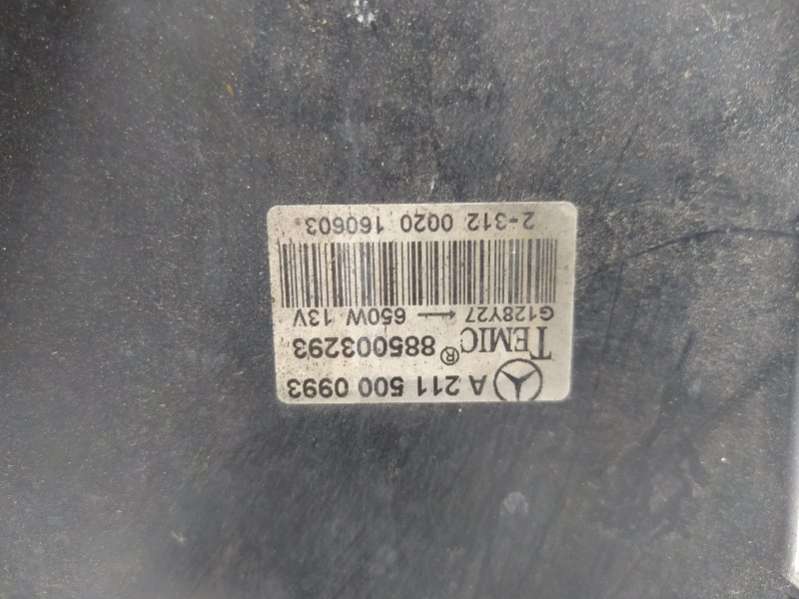 A 211 500 0993
TEMIC® 885003293
G128Y27 ← 650W 13V
2-312 0020 160603